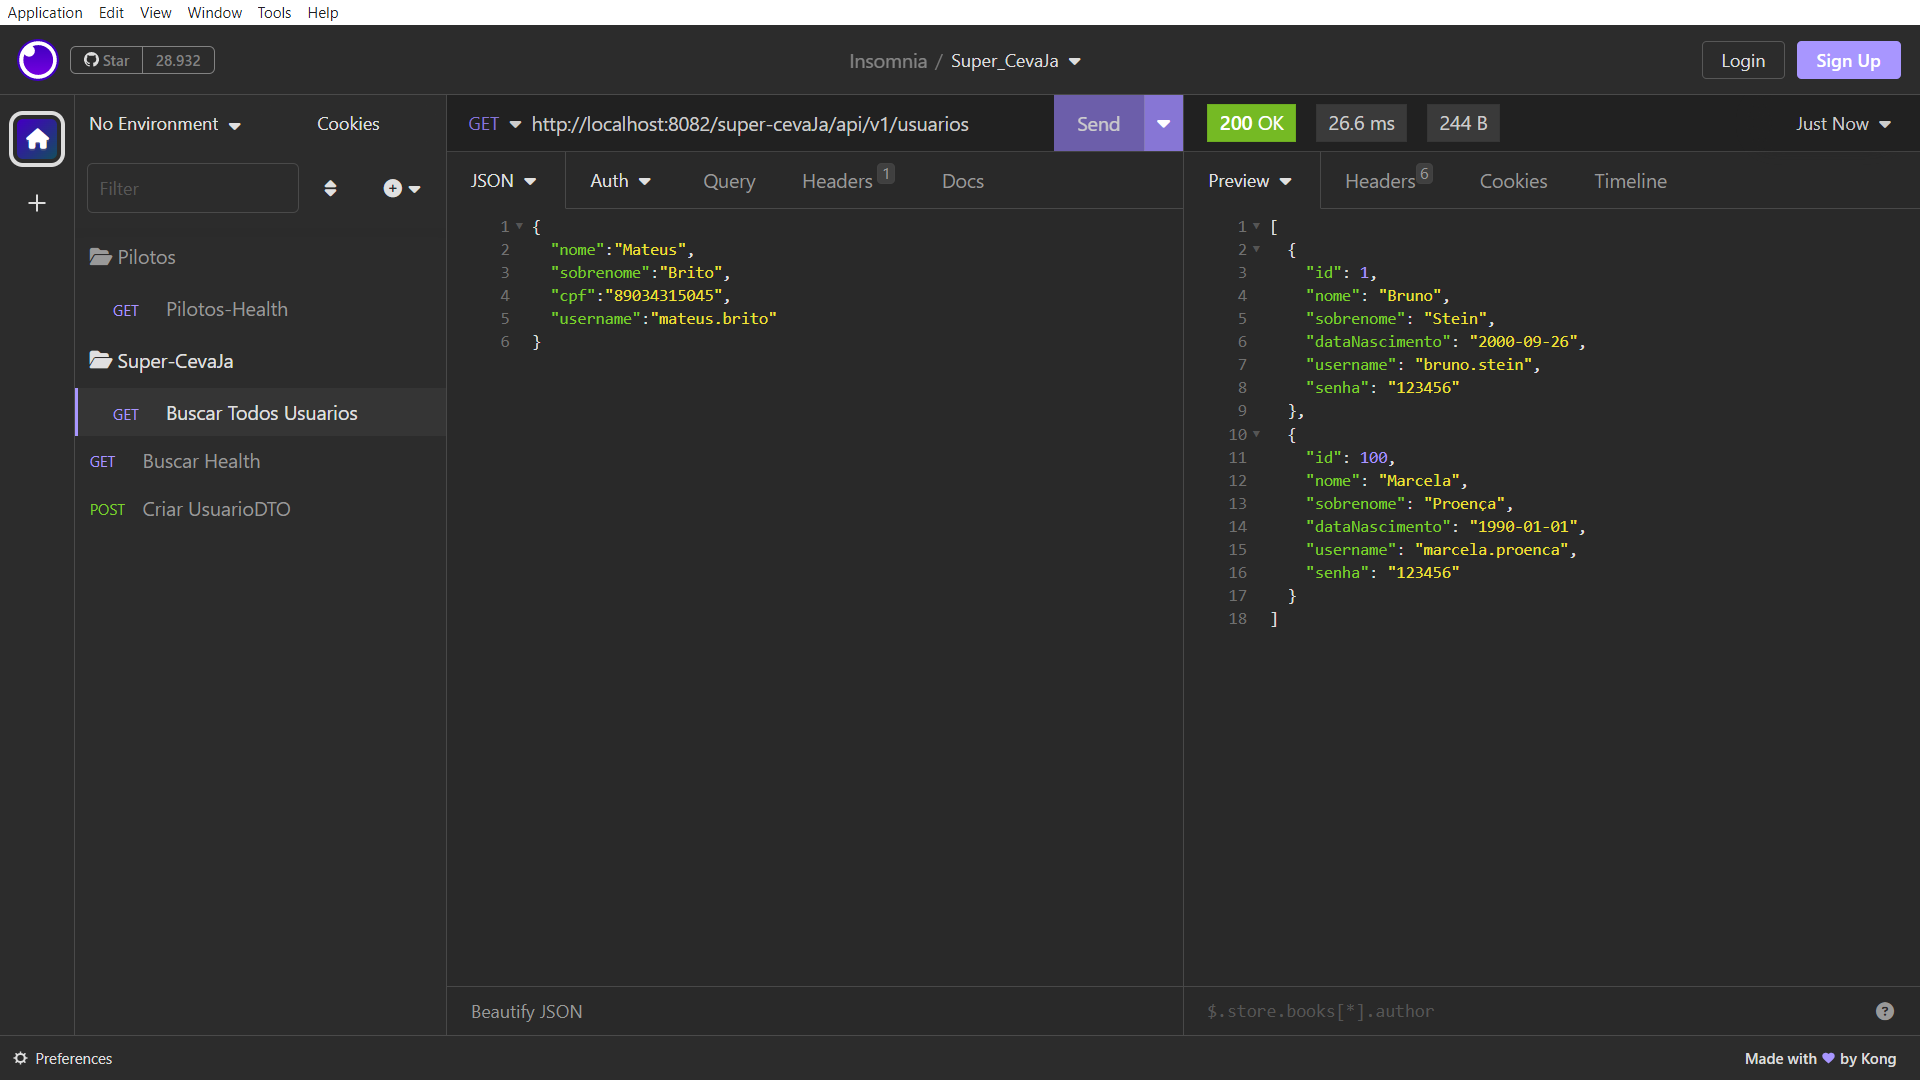 Application Edit View Window Tools Help
Star 28.932
Insomnia / Super_CevaJa
Login
Sign Up
No Environment
Cookies
Filter
Pilotos
GET Pilotos-Health
Super-CevaJa
GET Buscar Todos Usuarios
GET Buscar Health
POST Criar UsuarioDTO
GET http://localhost:8082/super-cevaJa/api/v1/usuarios
Send
JSON Auth Query Headers 1 Docs
1 {
2 "nome":"Mateus",
3 "sobrenome":"Brito",
4 "cpf":"89034315045",
5 "username":"mateus.brito"
6 }
Beautify JSON
200 OK 26.6 ms 244 B
Just Now
Preview Headers 6 Cookies Timeline
1 [
2 {
3 "id": 1,
4 "nome": "Bruno",
5 "sobrenome": "Stein",
6 "dataNascimento": "2000-09-26",
7 "username": "bruno.stein",
8 "senha": "123456"
9 },
10 {
11 "id": 100,
12 "nome": "Marcela",
13 "sobrenome": "Proença",
14 "dataNascimento": "1990-01-01",
15 "username": "marcela.proenca",
16 "senha": "123456"
17 }
18 ]
$.store.books[*].author
?
Preferences
Made with ♥ by Kong